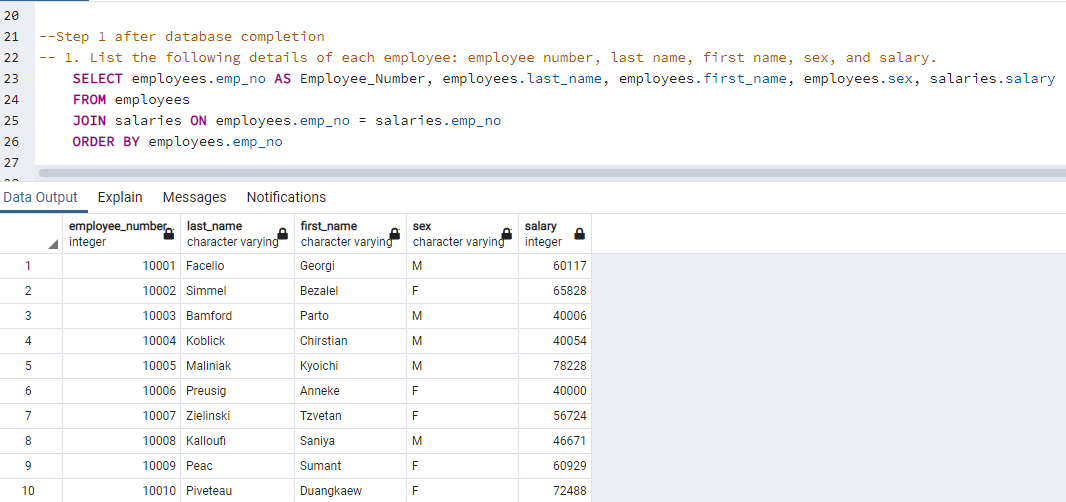 20
21 --Step 1 after database completion
22 -- 1. List the following details of each employee: employee number, last name, first name, sex, and salary.
23 SELECT employees.emp_no AS Employee_Number, employees.last_name, employees.first_name, employees.sex, salaries.salary
24 FROM employees
25 JOIN salaries ON employees.emp_no = salaries.emp_no
26 ORDER BY employees.emp_no
27
Data Output Explain Messages Notifications
employee_number last_name first_name sex salary
integer character varying character varying character varying integer
1 10001 Facello Georgi M 60117
2 10002 Simmel Bezalel F 65828
3 10003 Bamford Parto M 40006
4 10004 Koblick Chirstian M 40054
5 10005 Maliniak Kyoichi M 78228
6 10006 Preusig Anneke F 40000
7 10007 Zielinski Tzvetan F 56724
8 10008 Kalloufi Saniya M 46671
9 10009 Peac Sumant F 60929
10 10010 Piveteau Duangkaew F 72488